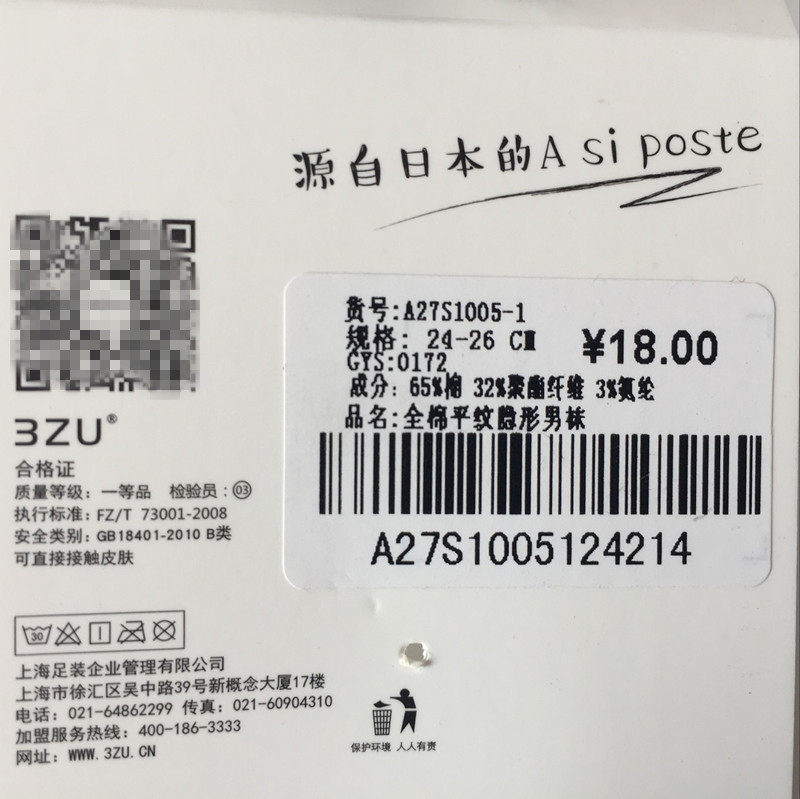 源自日本的A si poste
货号:A27S1005-1
规格: 24-26 CM
¥18.00
GYS:0172
成分: 65%棉 32%聚酯纤维 3%氨纶
品名:全棉平纹隐形男袜
A27S1005124214
3ZU®
合格证
质量等级: 一等品 检验员: 03
执行标准: FZ/T 73001-2008
安全类别: GB18401-2010 B类
可直接接触皮肤
30
上海足装企业管理有限公司
上海市徐汇区吴中路39号新概念大厦17楼
电话: 021-64862299 传真: 021-60904310
加盟服务热线: 400-186-3333
网址: WWW.3ZU.CN
保护环境 人人有责